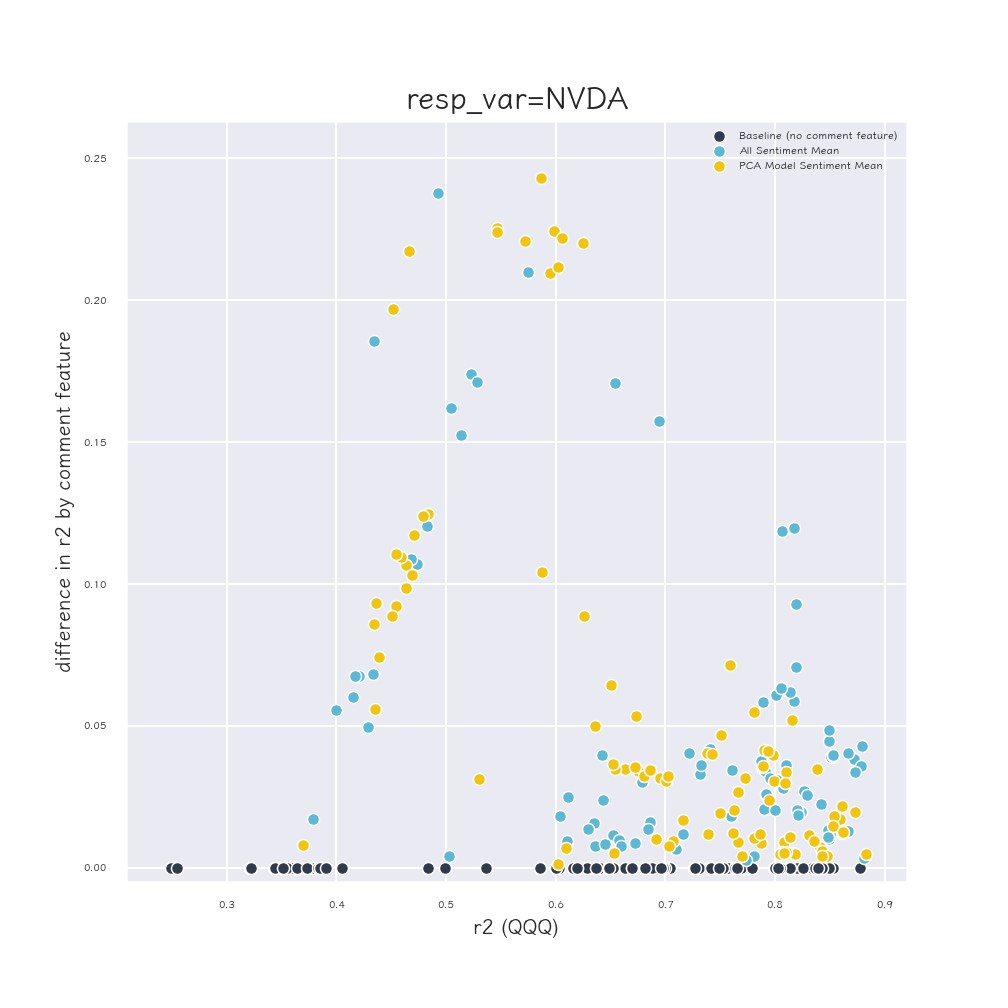 resp_var=NVDA
Baseline (no comment feature)
All Sentiment Mean
PCA Model Sentiment Mean
0.25
0.20
0.15
0.10
0.05
0.00
difference in r2 by comment feature
0.3 0.4 0.5 0.6 0.7 0.8 0.9
r2 (QQQ)